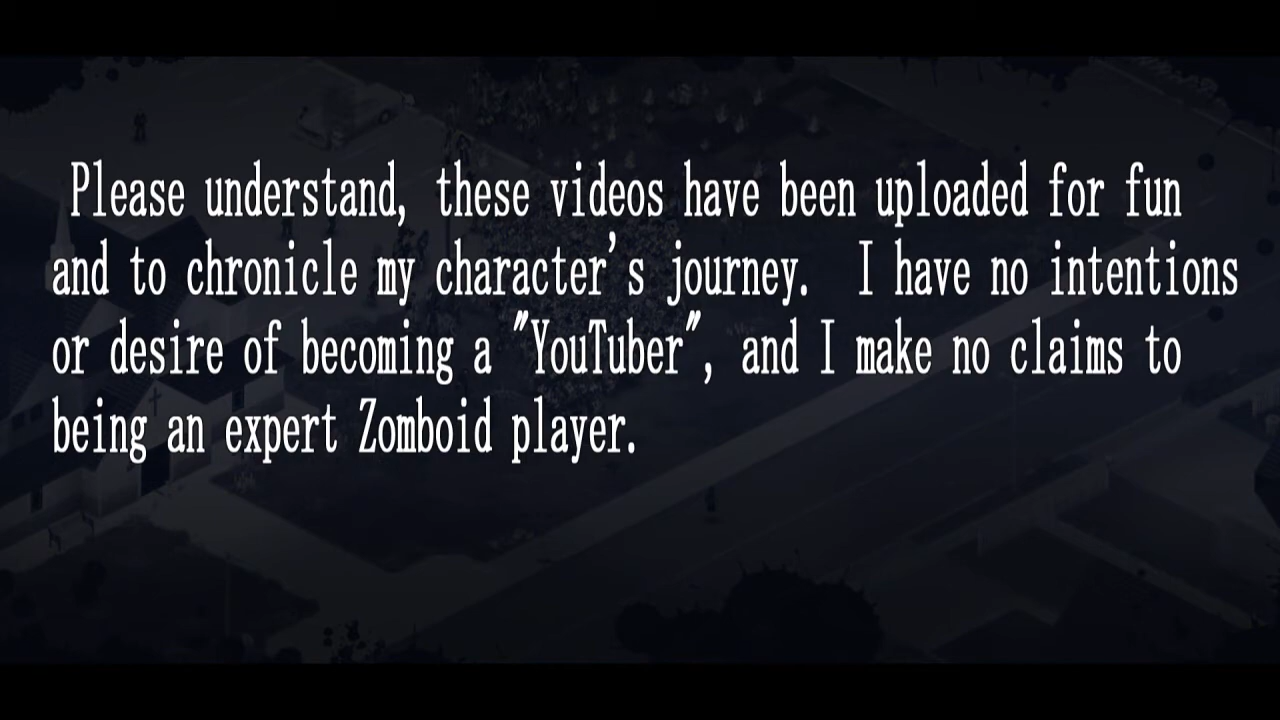 Please understand, these videos have been uploaded for fun
and to chronicle my character's journey.  I have no intentions
or desire of becoming a "YouTuber", and I make no claims to
being an expert Zomboid player.